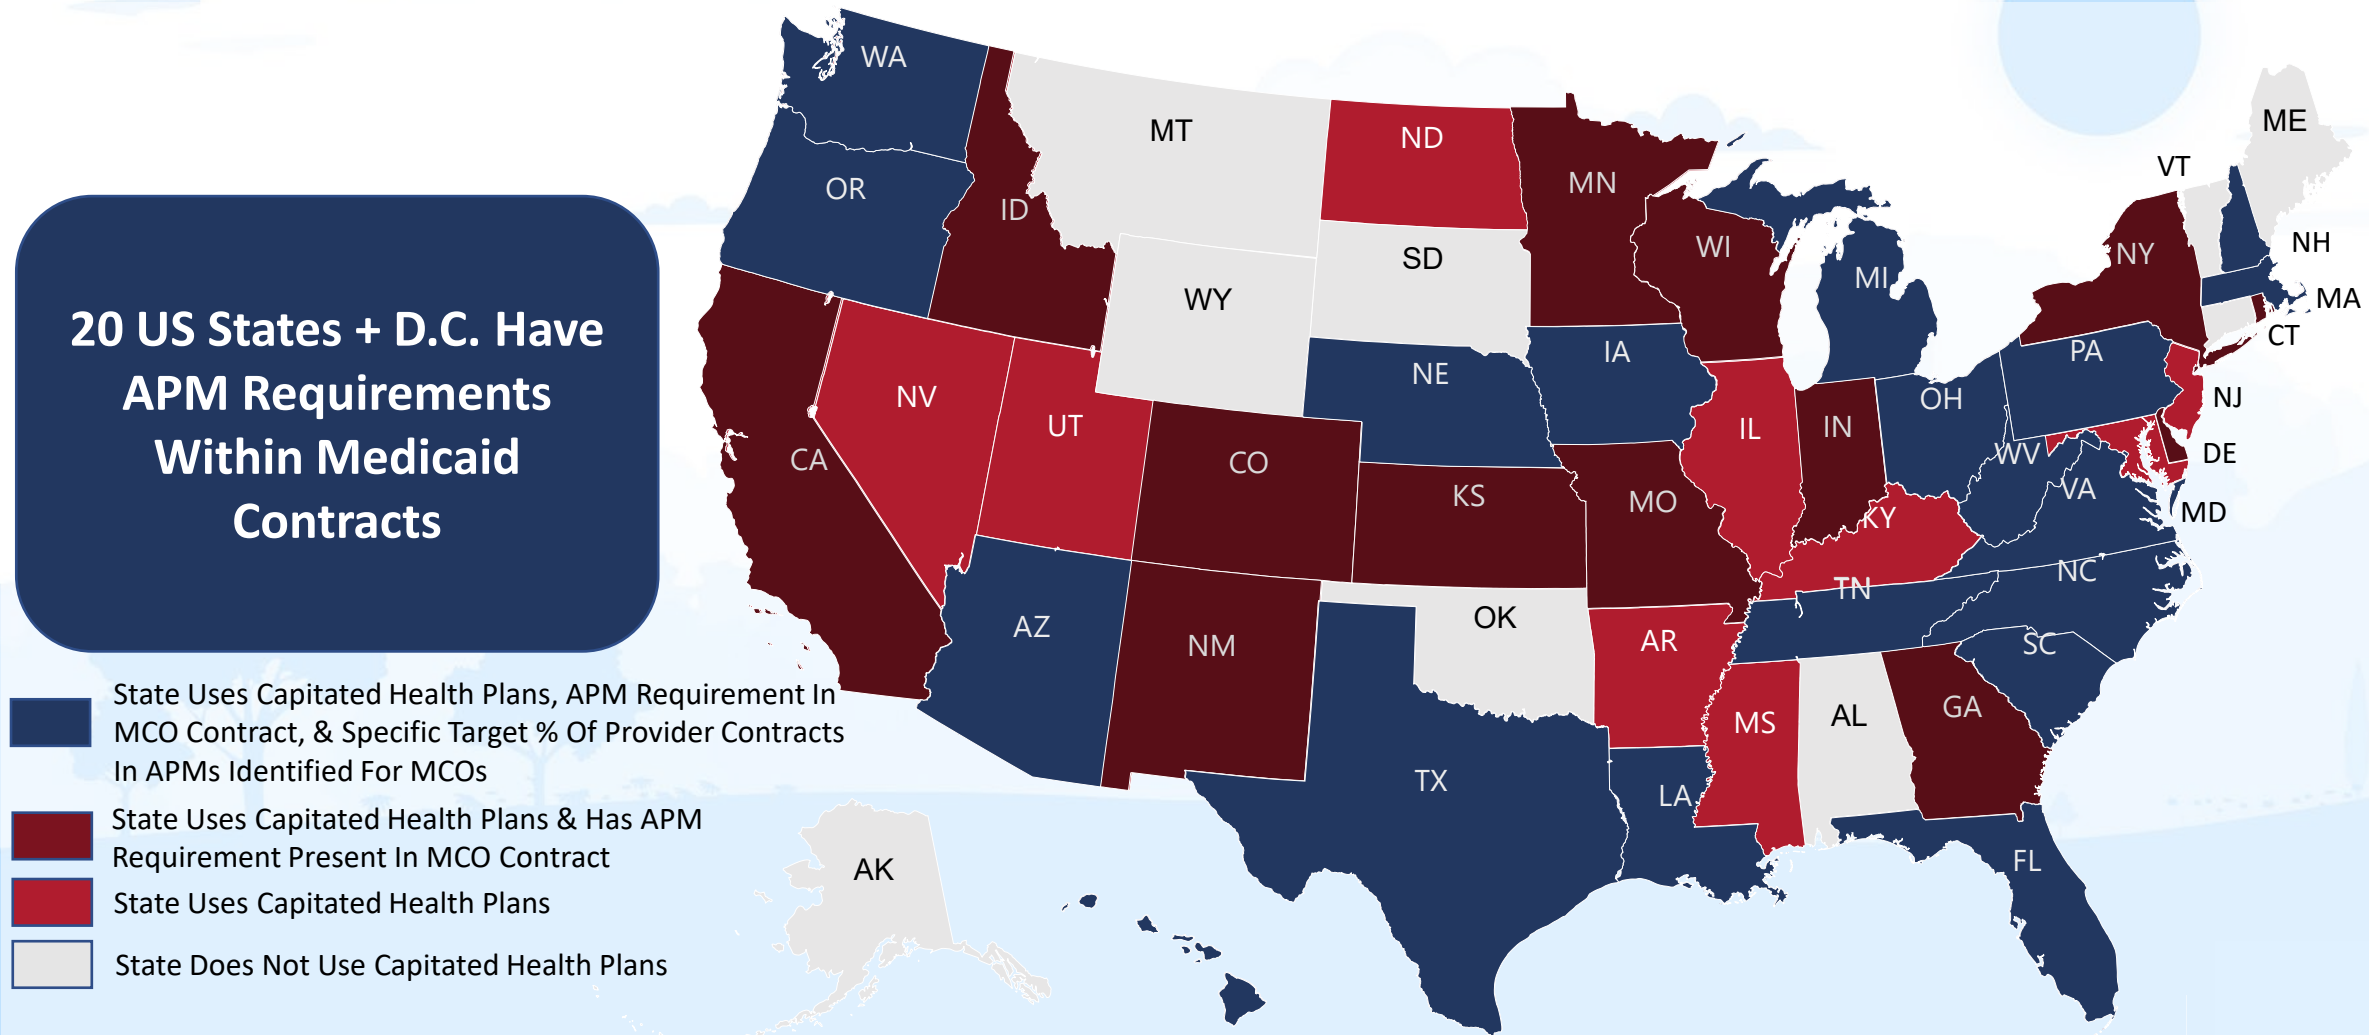 20 US States + D.C. Have
APM Requirements
Within Medicaid
Contracts
State Uses Capitated Health Plans, APM Requirement In
MCO Contract, & Specific Target % Of Provider Contracts
In APMs Identified For MCOs
State Uses Capitated Health Plans & Has APM
Requirement Present In MCO Contract
State Uses Capitated Health Plans
State Does Not Use Capitated Health Plans
WA
OR
ID
MT
WY
ND
SD
MN
WI
MI
VT
ME
NY
NH
MA
CT
CA
NV
UT
CO
NE
IA
KS
MO
IL
IN
OH
PA
NJ
DE
MD
WV
VA
KY
TN
NC
SC
AZ
NM
OK
AR
TX
LA
MS
AL
GA
FL
AK